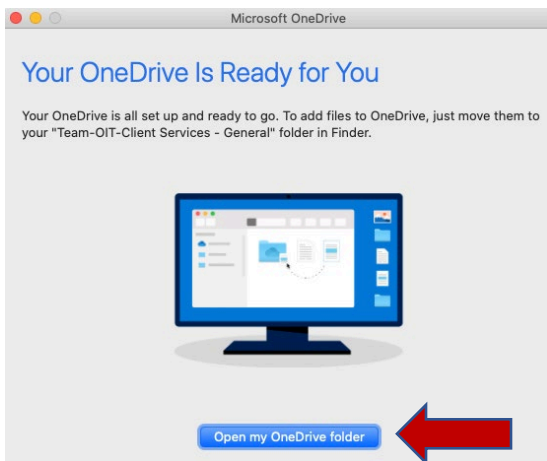 Microsoft OneDrive
Your OneDrive Is Ready for You
Your OneDrive is all set up and ready to go. To add files to OneDrive, just move them to
your "Team-OIT-Client Services - General" folder in Finder.
Open my OneDrive folder